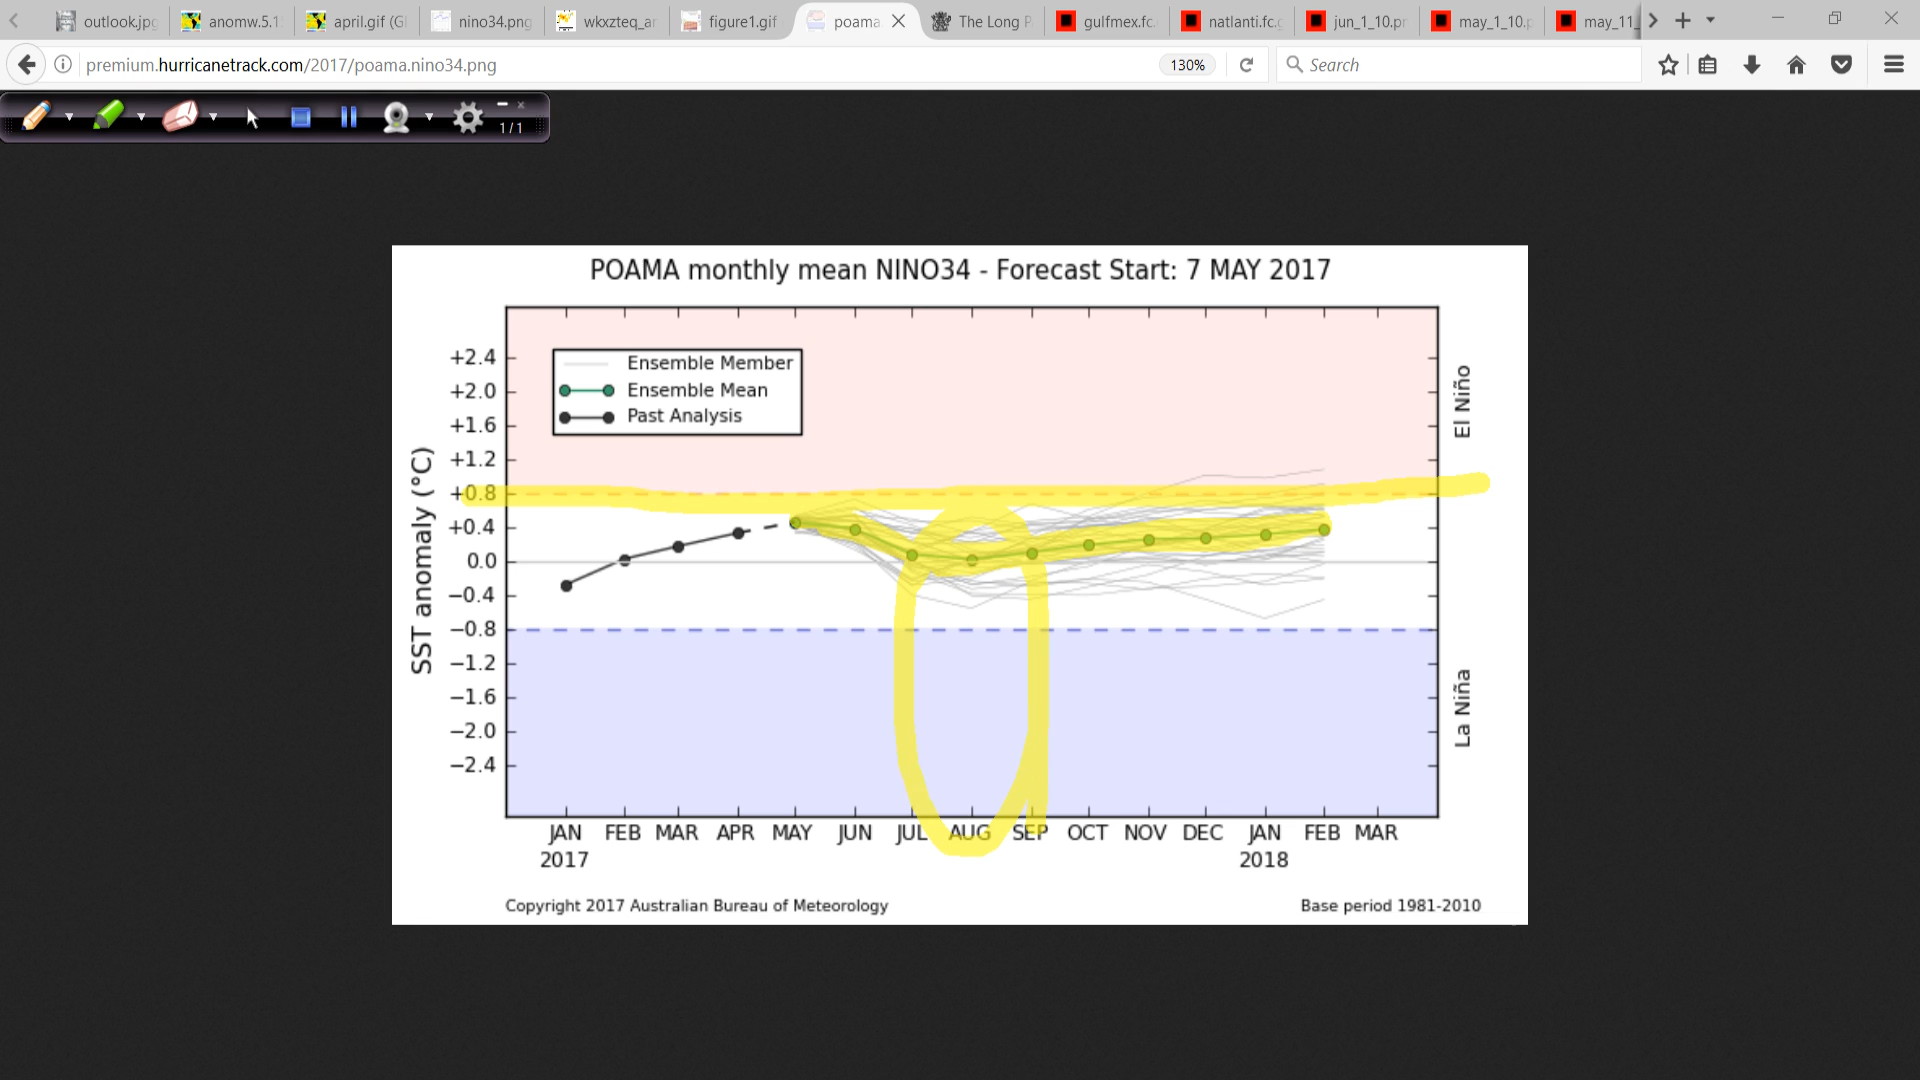 outlook.jpg
anomw.5.1
april.gif (GI
nino34.png
wkxzteq_ar
figure1.gif
poama
The Long P
gulfmex.fc.
natlanti.fc.g
jun_1_10.pr
may_1_10.p
may_11_
premium.hurricanetrack.com/2017/poama.nino34.png
130%
Search
1/1
POAMA monthly mean NINO34 - Forecast Start: 7 MAY 2017
Ensemble Member
Ensemble Mean
Past Analysis
SST anomaly (°C)
+2.4
+2.0
+1.6
+1.2
+0.8
+0.4
0.0
−0.4
−0.8
−1.2
−1.6
−2.0
−2.4
El Niño
La Niña
JAN FEB MAR APR MAY JUN JUL AUG SEP OCT NOV DEC JAN FEB MAR
2017 2018
Copyright 2017 Australian Bureau of Meteorology
Base period 1981-2010